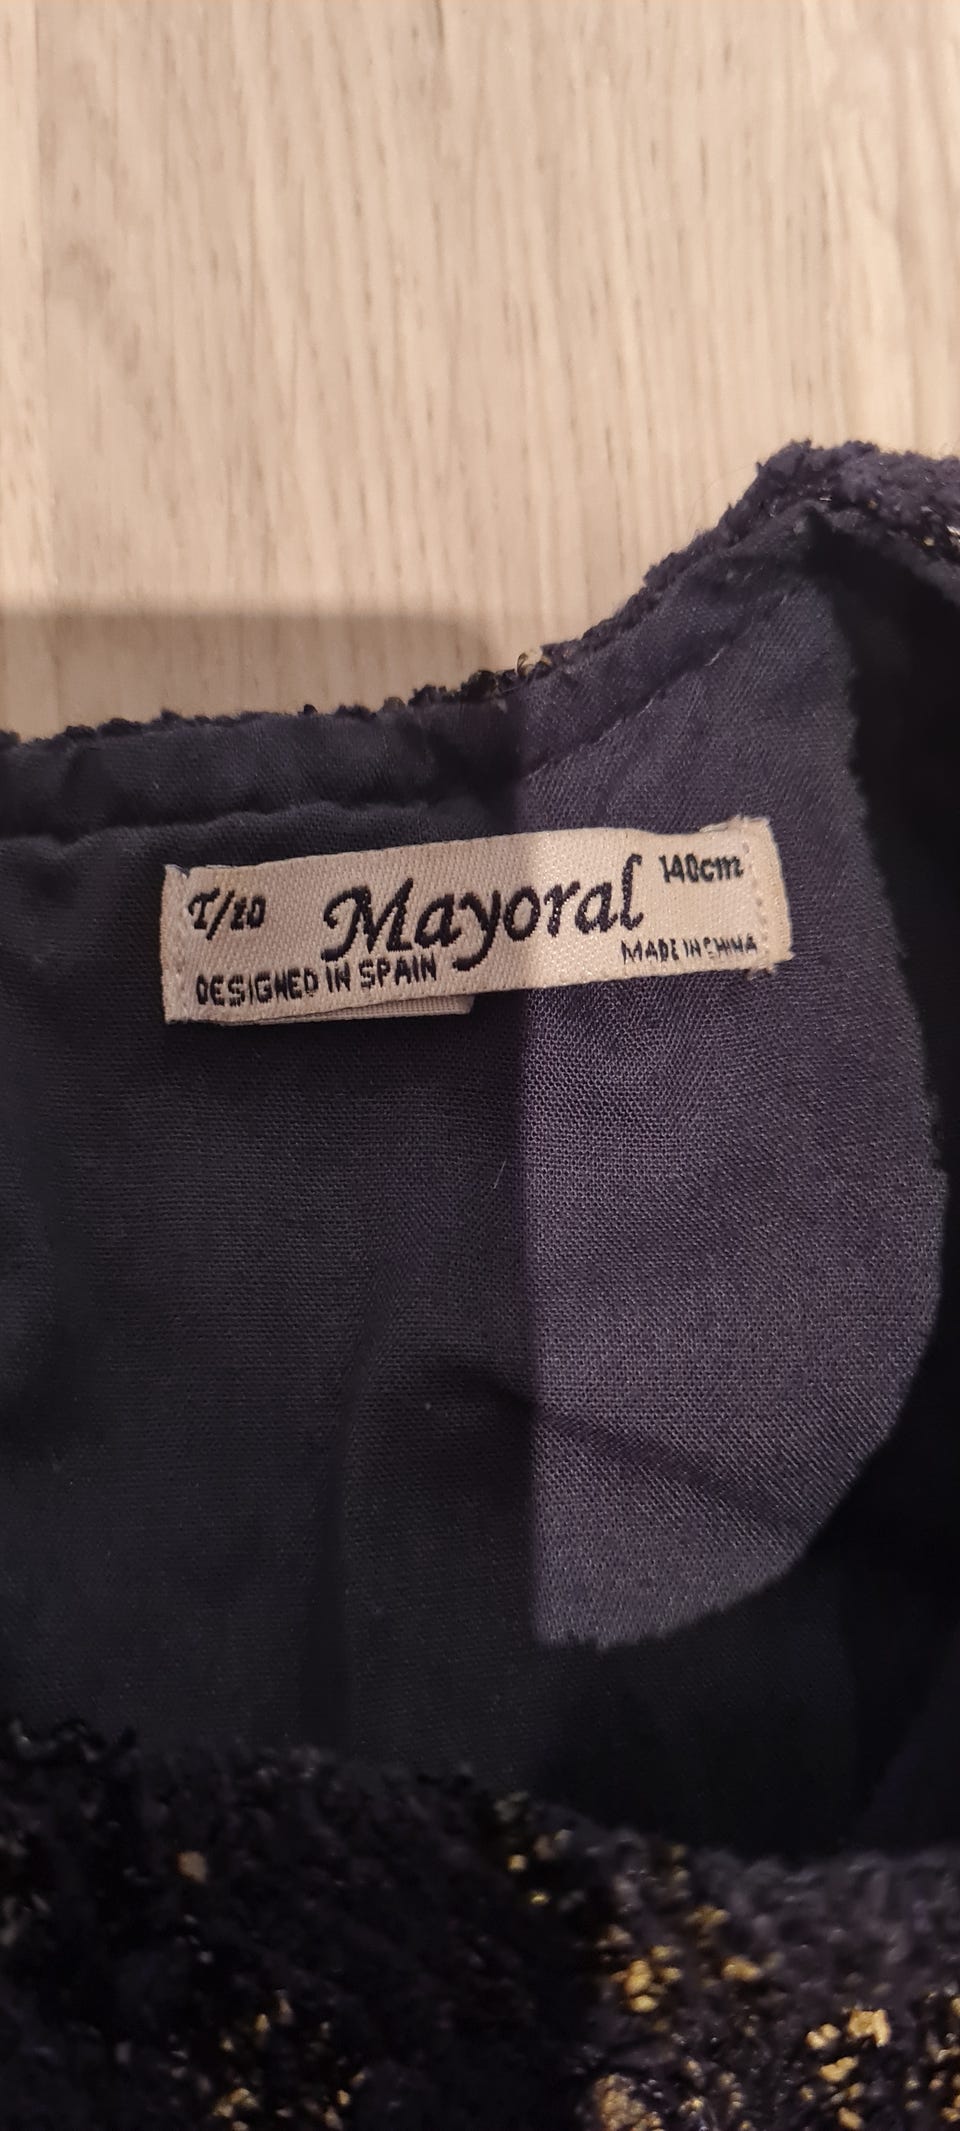 T/10 Mayoral 140cm
DESIGNED IN SPAIN MADE IN CHINA